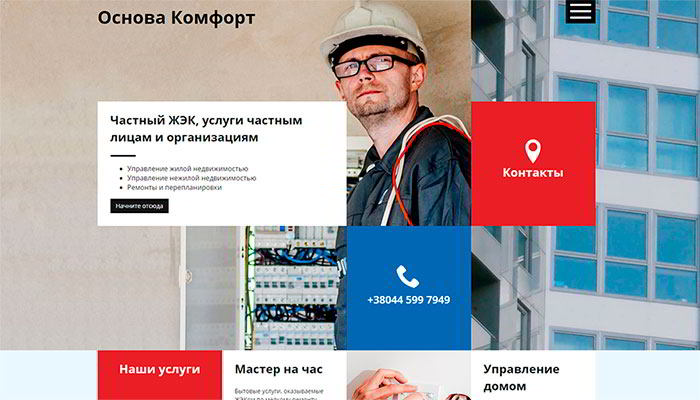 Основа Комфорт
Частный ЖЭК, услуги частным
лицам и организациям
Управление жилой недвижимостью
Управление нежилой недвижимостью
Ремонты и перепланировки
Начните отсюда
Контакты
+38044 599 7949
Наши услуги
Мастер на час
Управление
домом
Бытовые услуги, оказываемые